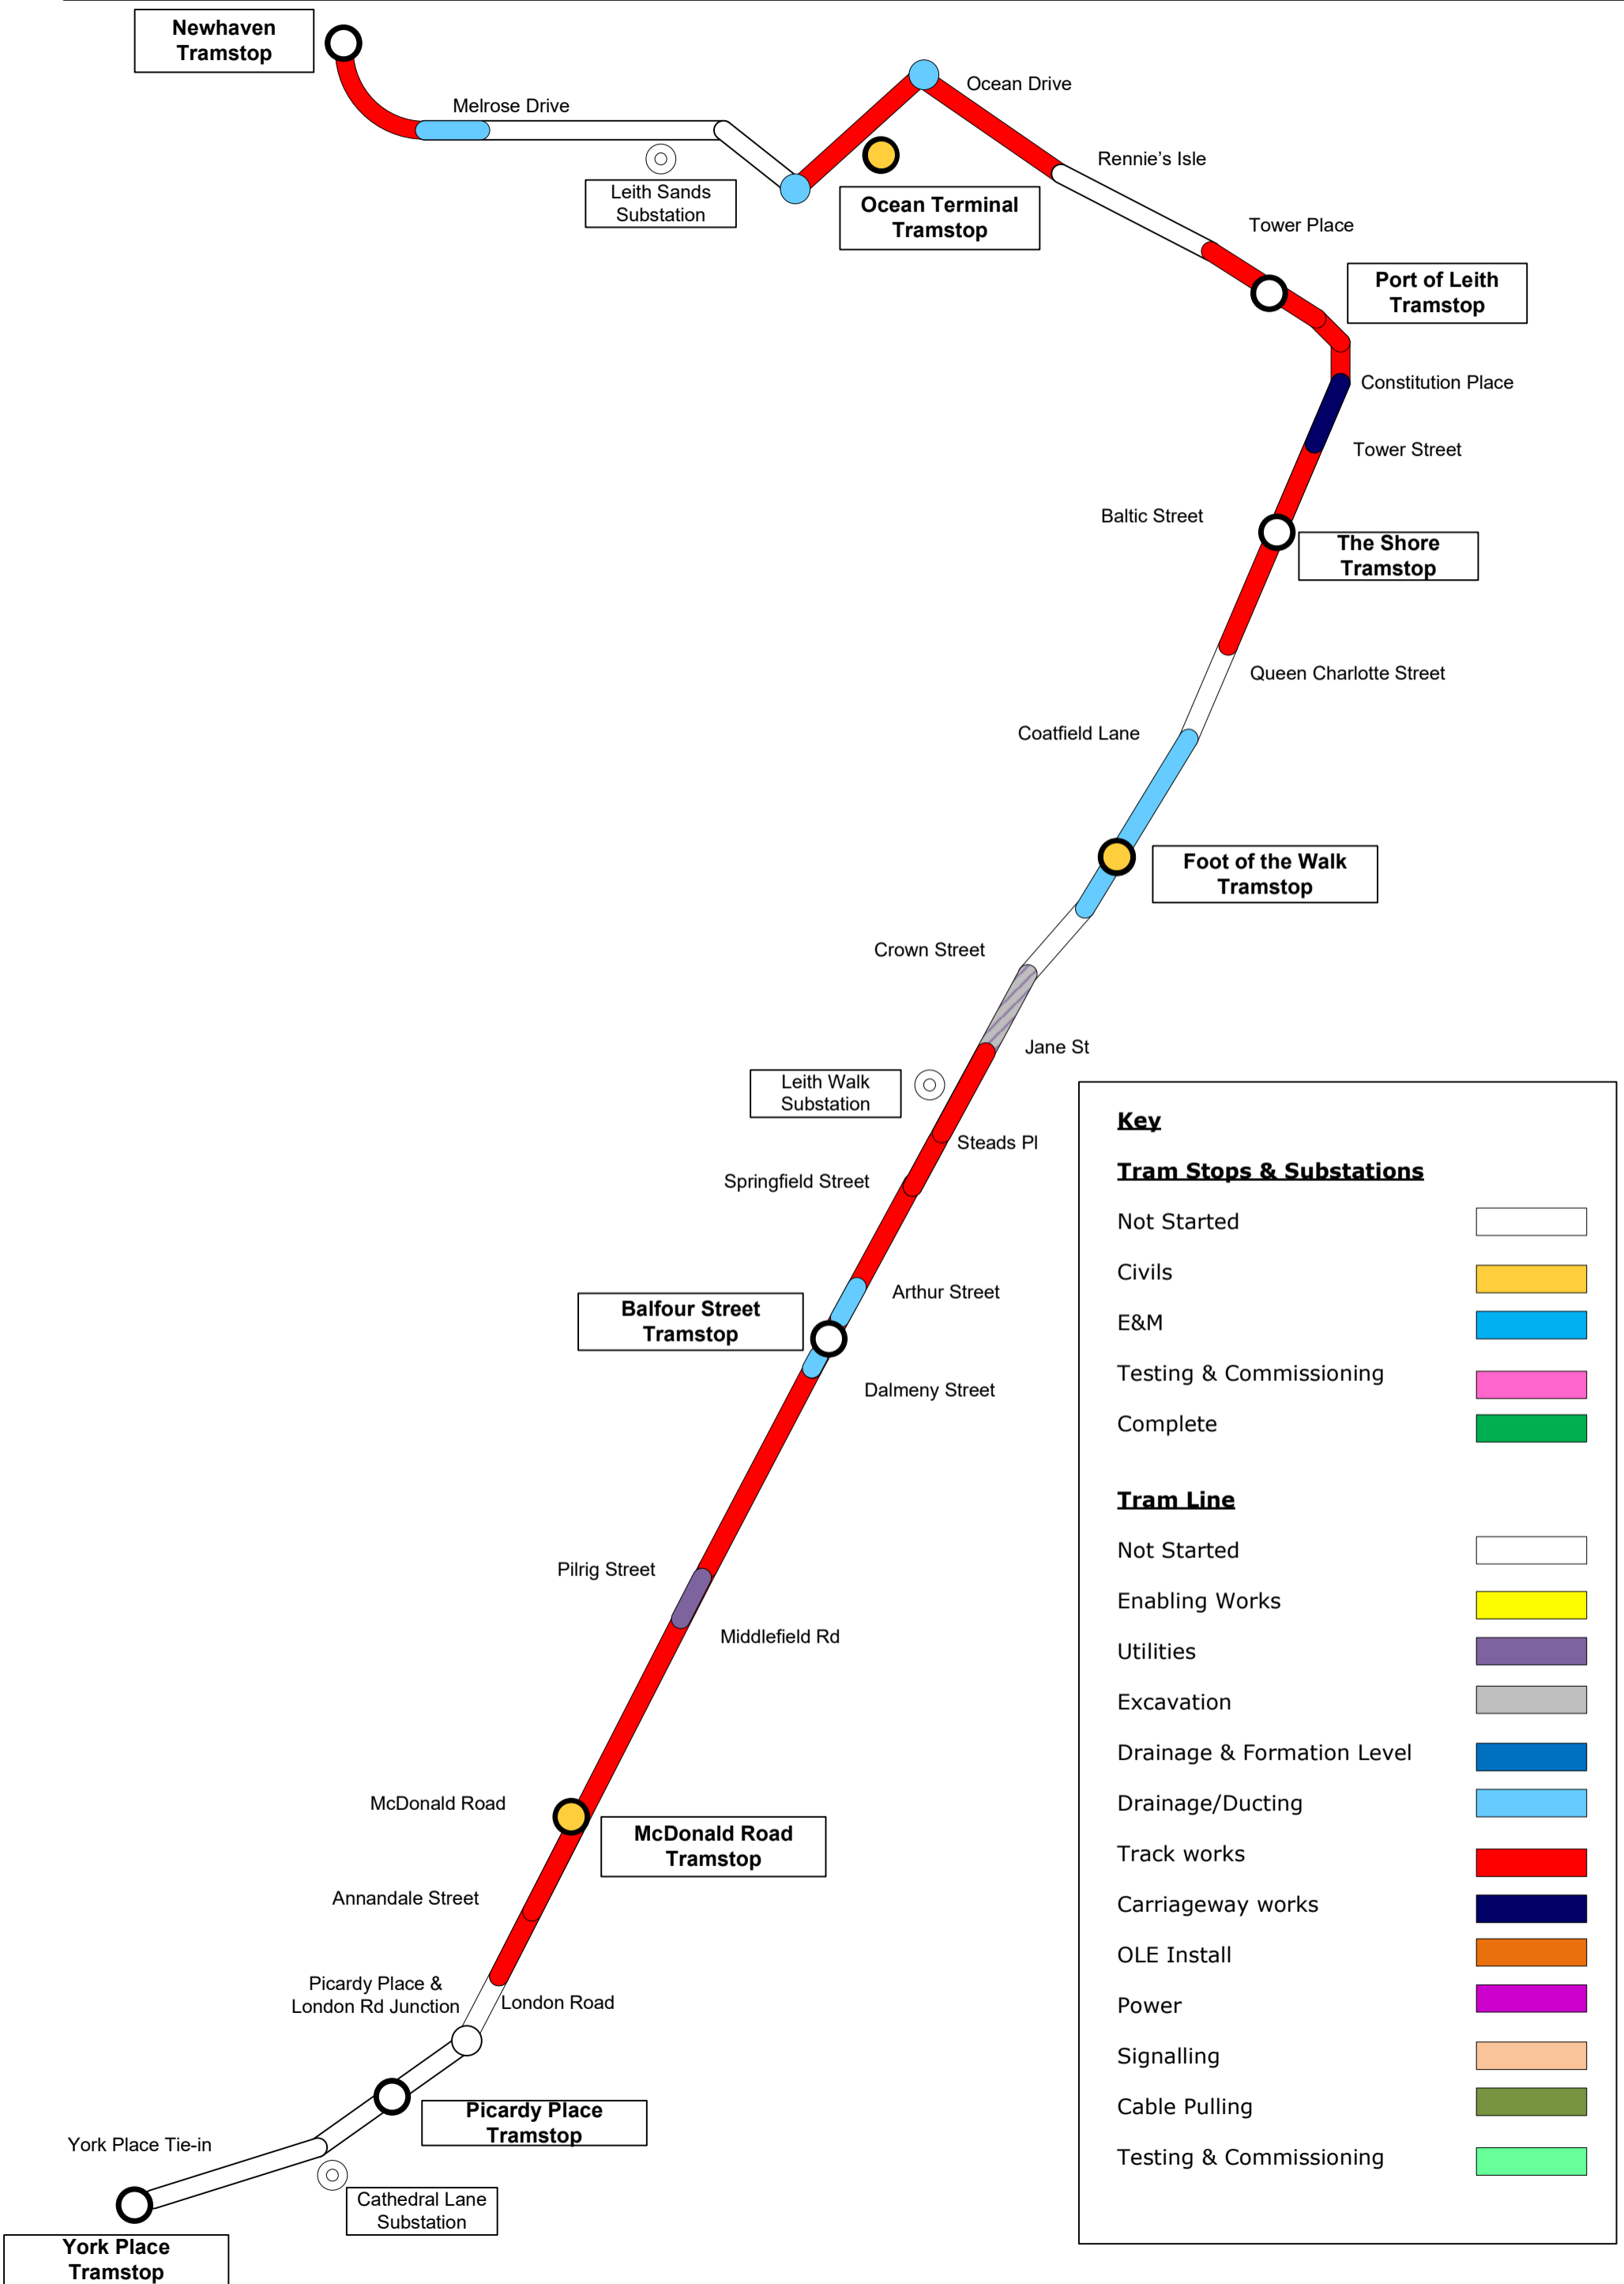 Newhaven
Tramstop
Melrose Drive
Ocean Drive
Leith Sands
Substation
Ocean Terminal
Tramstop
Rennie's Isle
Tower Place
Port of Leith
Tramstop
Constitution Place
Tower Street
Baltic Street
The Shore
Tramstop
Queen Charlotte Street
Coatfield Lane
Foot of the Walk
Tramstop
Crown Street
Jane St
Leith Walk
Substation
Steads Pl
Springfield Street
Arthur Street
Balfour Street
Tramstop
Dalmeny Street
Pilrig Street
Middlefield Rd
McDonald Road
McDonald Road
Tramstop
Annandale Street
Picardy Place &
London Rd Junction
London Road
Picardy Place
Tramstop
York Place Tie-in
Cathedral Lane
Substation
York Place
Tramstop
Key
Tram Stops & Substations
Not Started
Civils
E&M
Testing & Commissioning
Complete
Tram Line
Not Started
Enabling Works
Utilities
Excavation
Drainage & Formation Level
Drainage/Ducting
Track works
Carriageway works
OLE Install
Power
Signalling
Cable Pulling
Testing & Commissioning